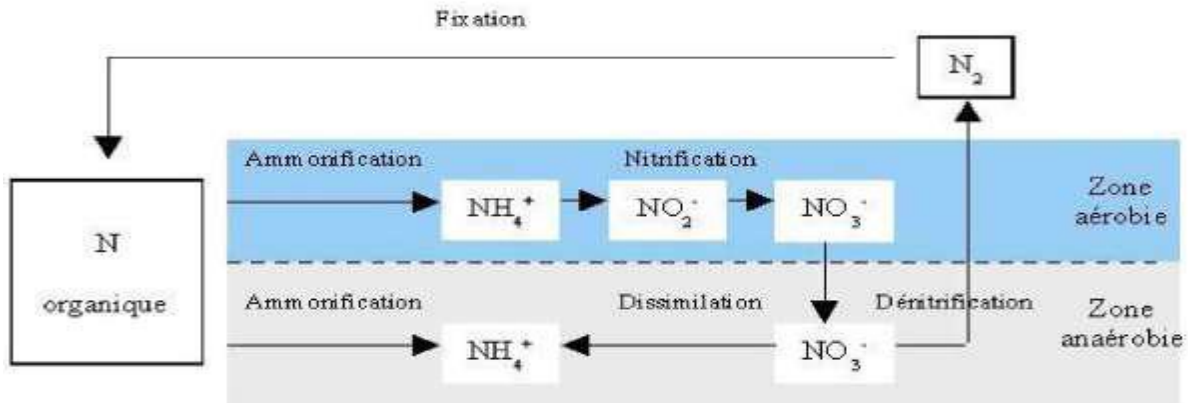 Fixation
N₂
Ammonification
Nitrification
NH₄⁺
NO₂⁻
NO₃⁻
Zone
aérobie
N
organique
Ammonification
Dissimilation
Dénitrification
Zone
anaérobie
NH₄⁺
NO₃⁻